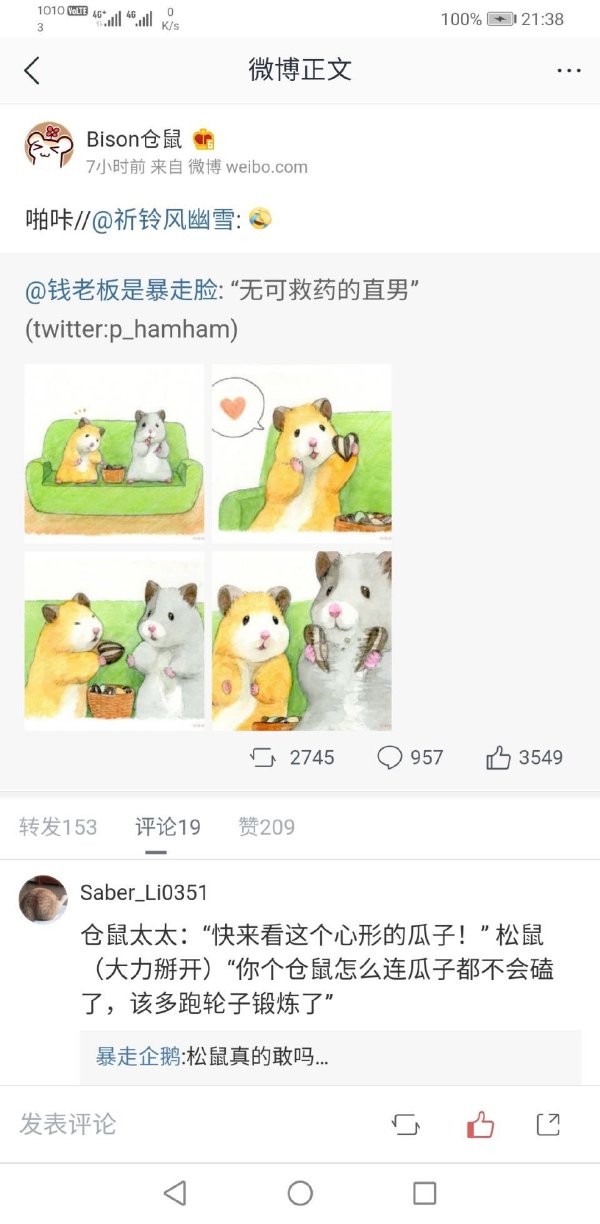 1010 VoLTE 4G+ 4G 0 100% 21:38
3 K/s
微博正文
Bison仓鼠
7小时前 来自 微博 weibo.com
啪咔//@祈铃风幽雪:
@钱老板是暴走脸: “无可救药的直男”
(twitter:p_hamham)
2745 957 3549
转发153 评论19 赞209
Saber_Li0351
仓鼠太太：“快来看这个心形的瓜子！” 松鼠
（大力掰开）“你个仓鼠怎么连瓜子都不会磕
了，该多跑轮子锻炼了”
暴走企鹅:松鼠真的敢吗...
发表评论